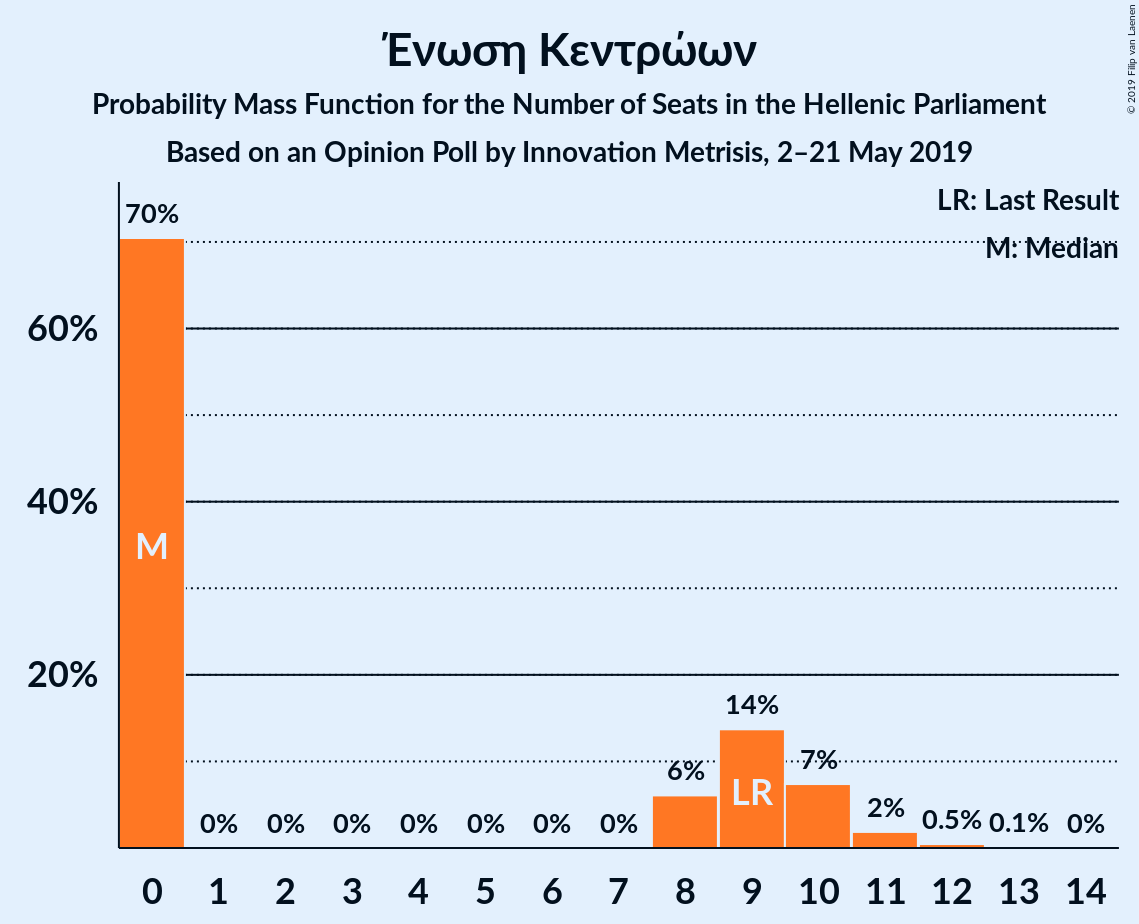 Ένωση Κεντρώων
Probability Mass Function for the Number of Seats in the Hellenic Parliament
Based on an Opinion Poll by Innovation Metrisis, 2–21 May 2019
© 2019 Filip van Laenen
LR: Last Result
M: Median
70%
60%
40%
M
20%
14%
6%
7%
LR
2%
0% 0% 0% 0% 0% 0% 0% 0.5% 0.1% 0%
0 1 2 3 4 5 6 7 8 9 10 11 12 13 14